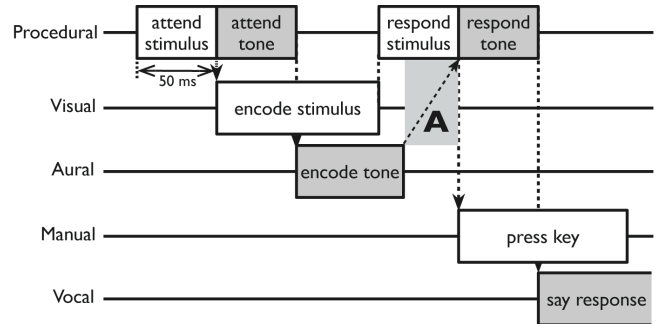 Procedural
attend
stimulus
attend
tone
respond
stimulus
respond
tone
50 ms
Visual
encode stimulus
A
Aural
encode tone
Manual
press key
Vocal
say response